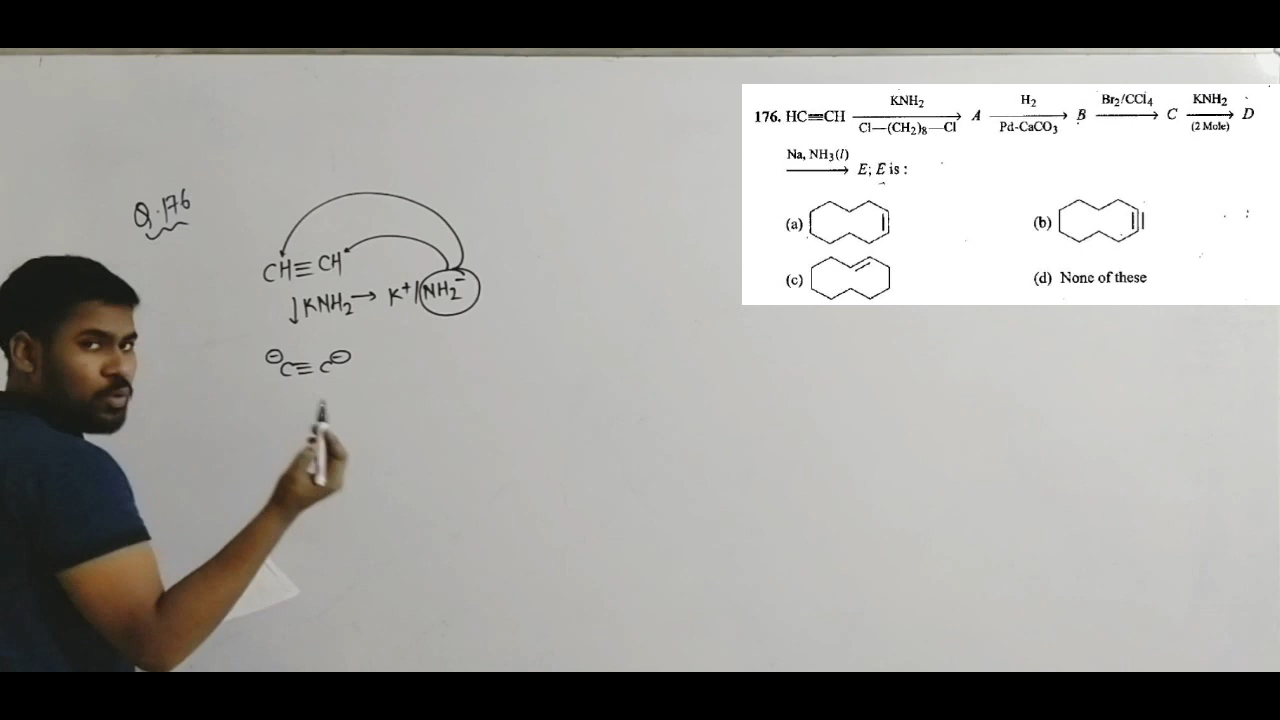 Q.176
CH≡CH
↓KNH₂→ K⁺/NH₂⁻
⊖C≡C⊖
KNH₂ H₂ Br₂/CCl₄ KNH₂
176. HC≡CH ⟶ A ⟶ B ⟶ C ⟶ D
Cl—(CH₂)₈—Cl Pd-CaCO₃ (2 Mole)
Na, NH₃(l)
⟶ E; E is :
(a) (b)
(c) (d) None of these